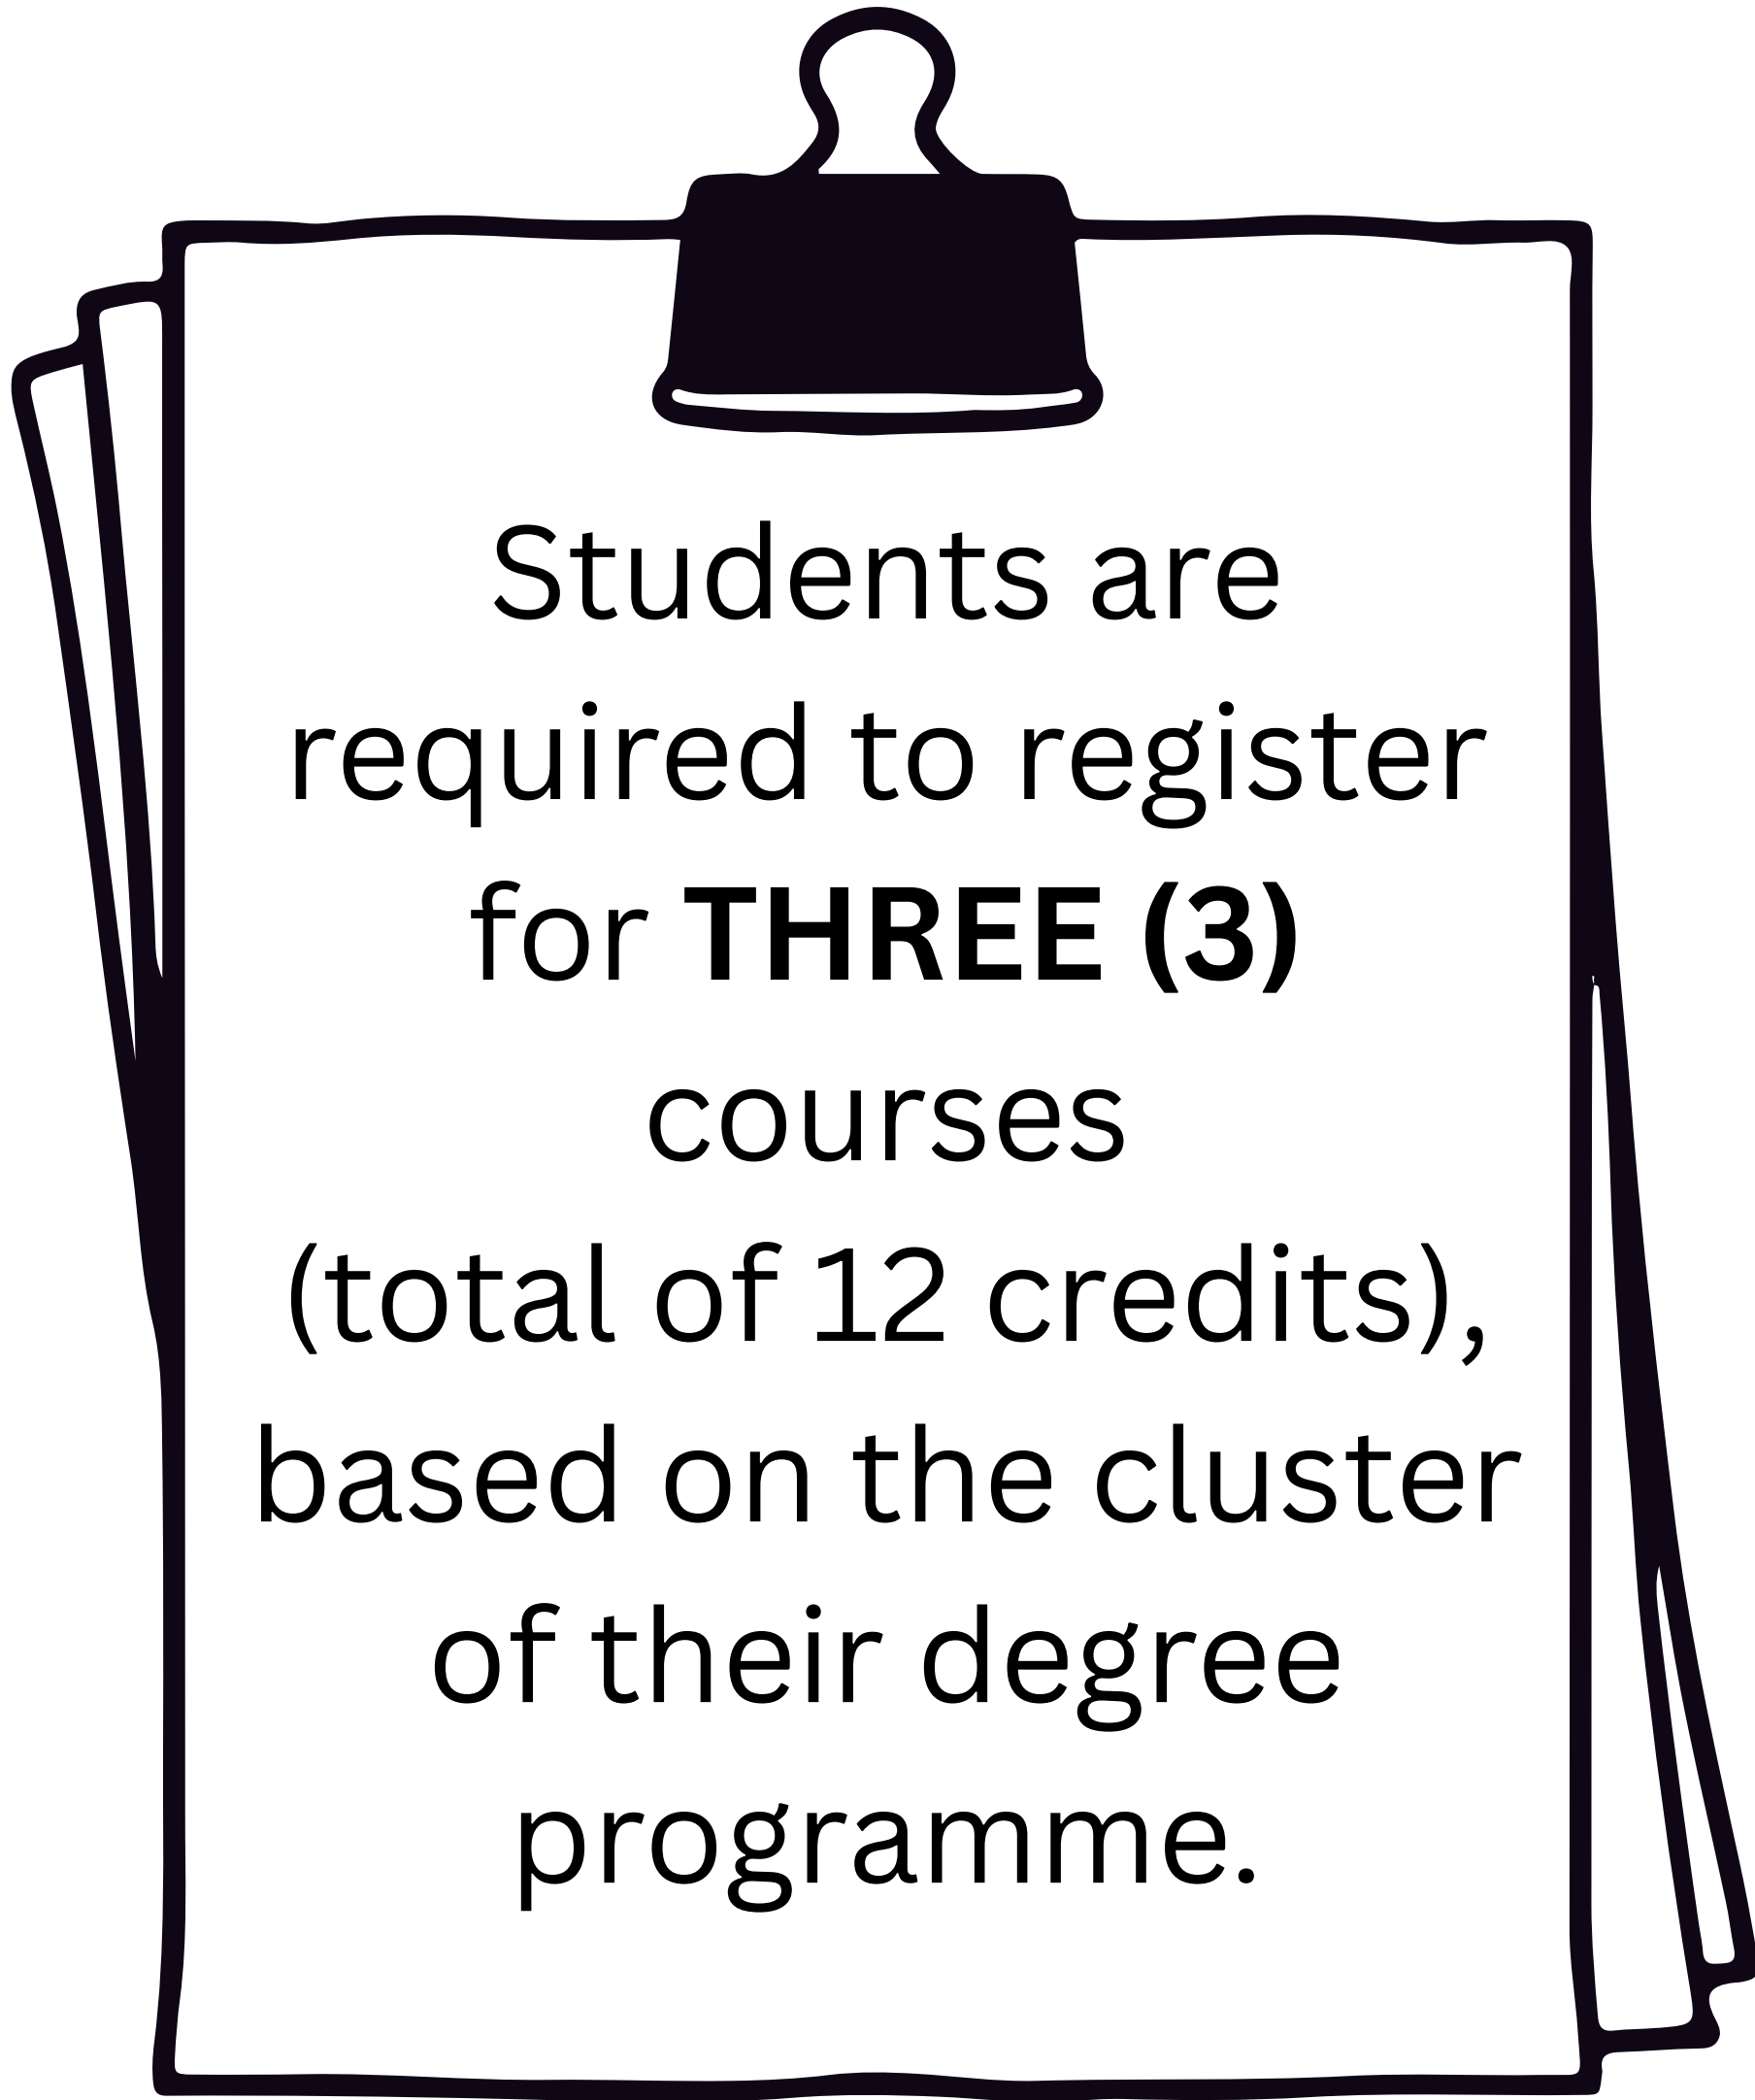 Students are
required to register
for THREE (3)
courses
(total of 12 credits),
based on the cluster
of their degree
programme.